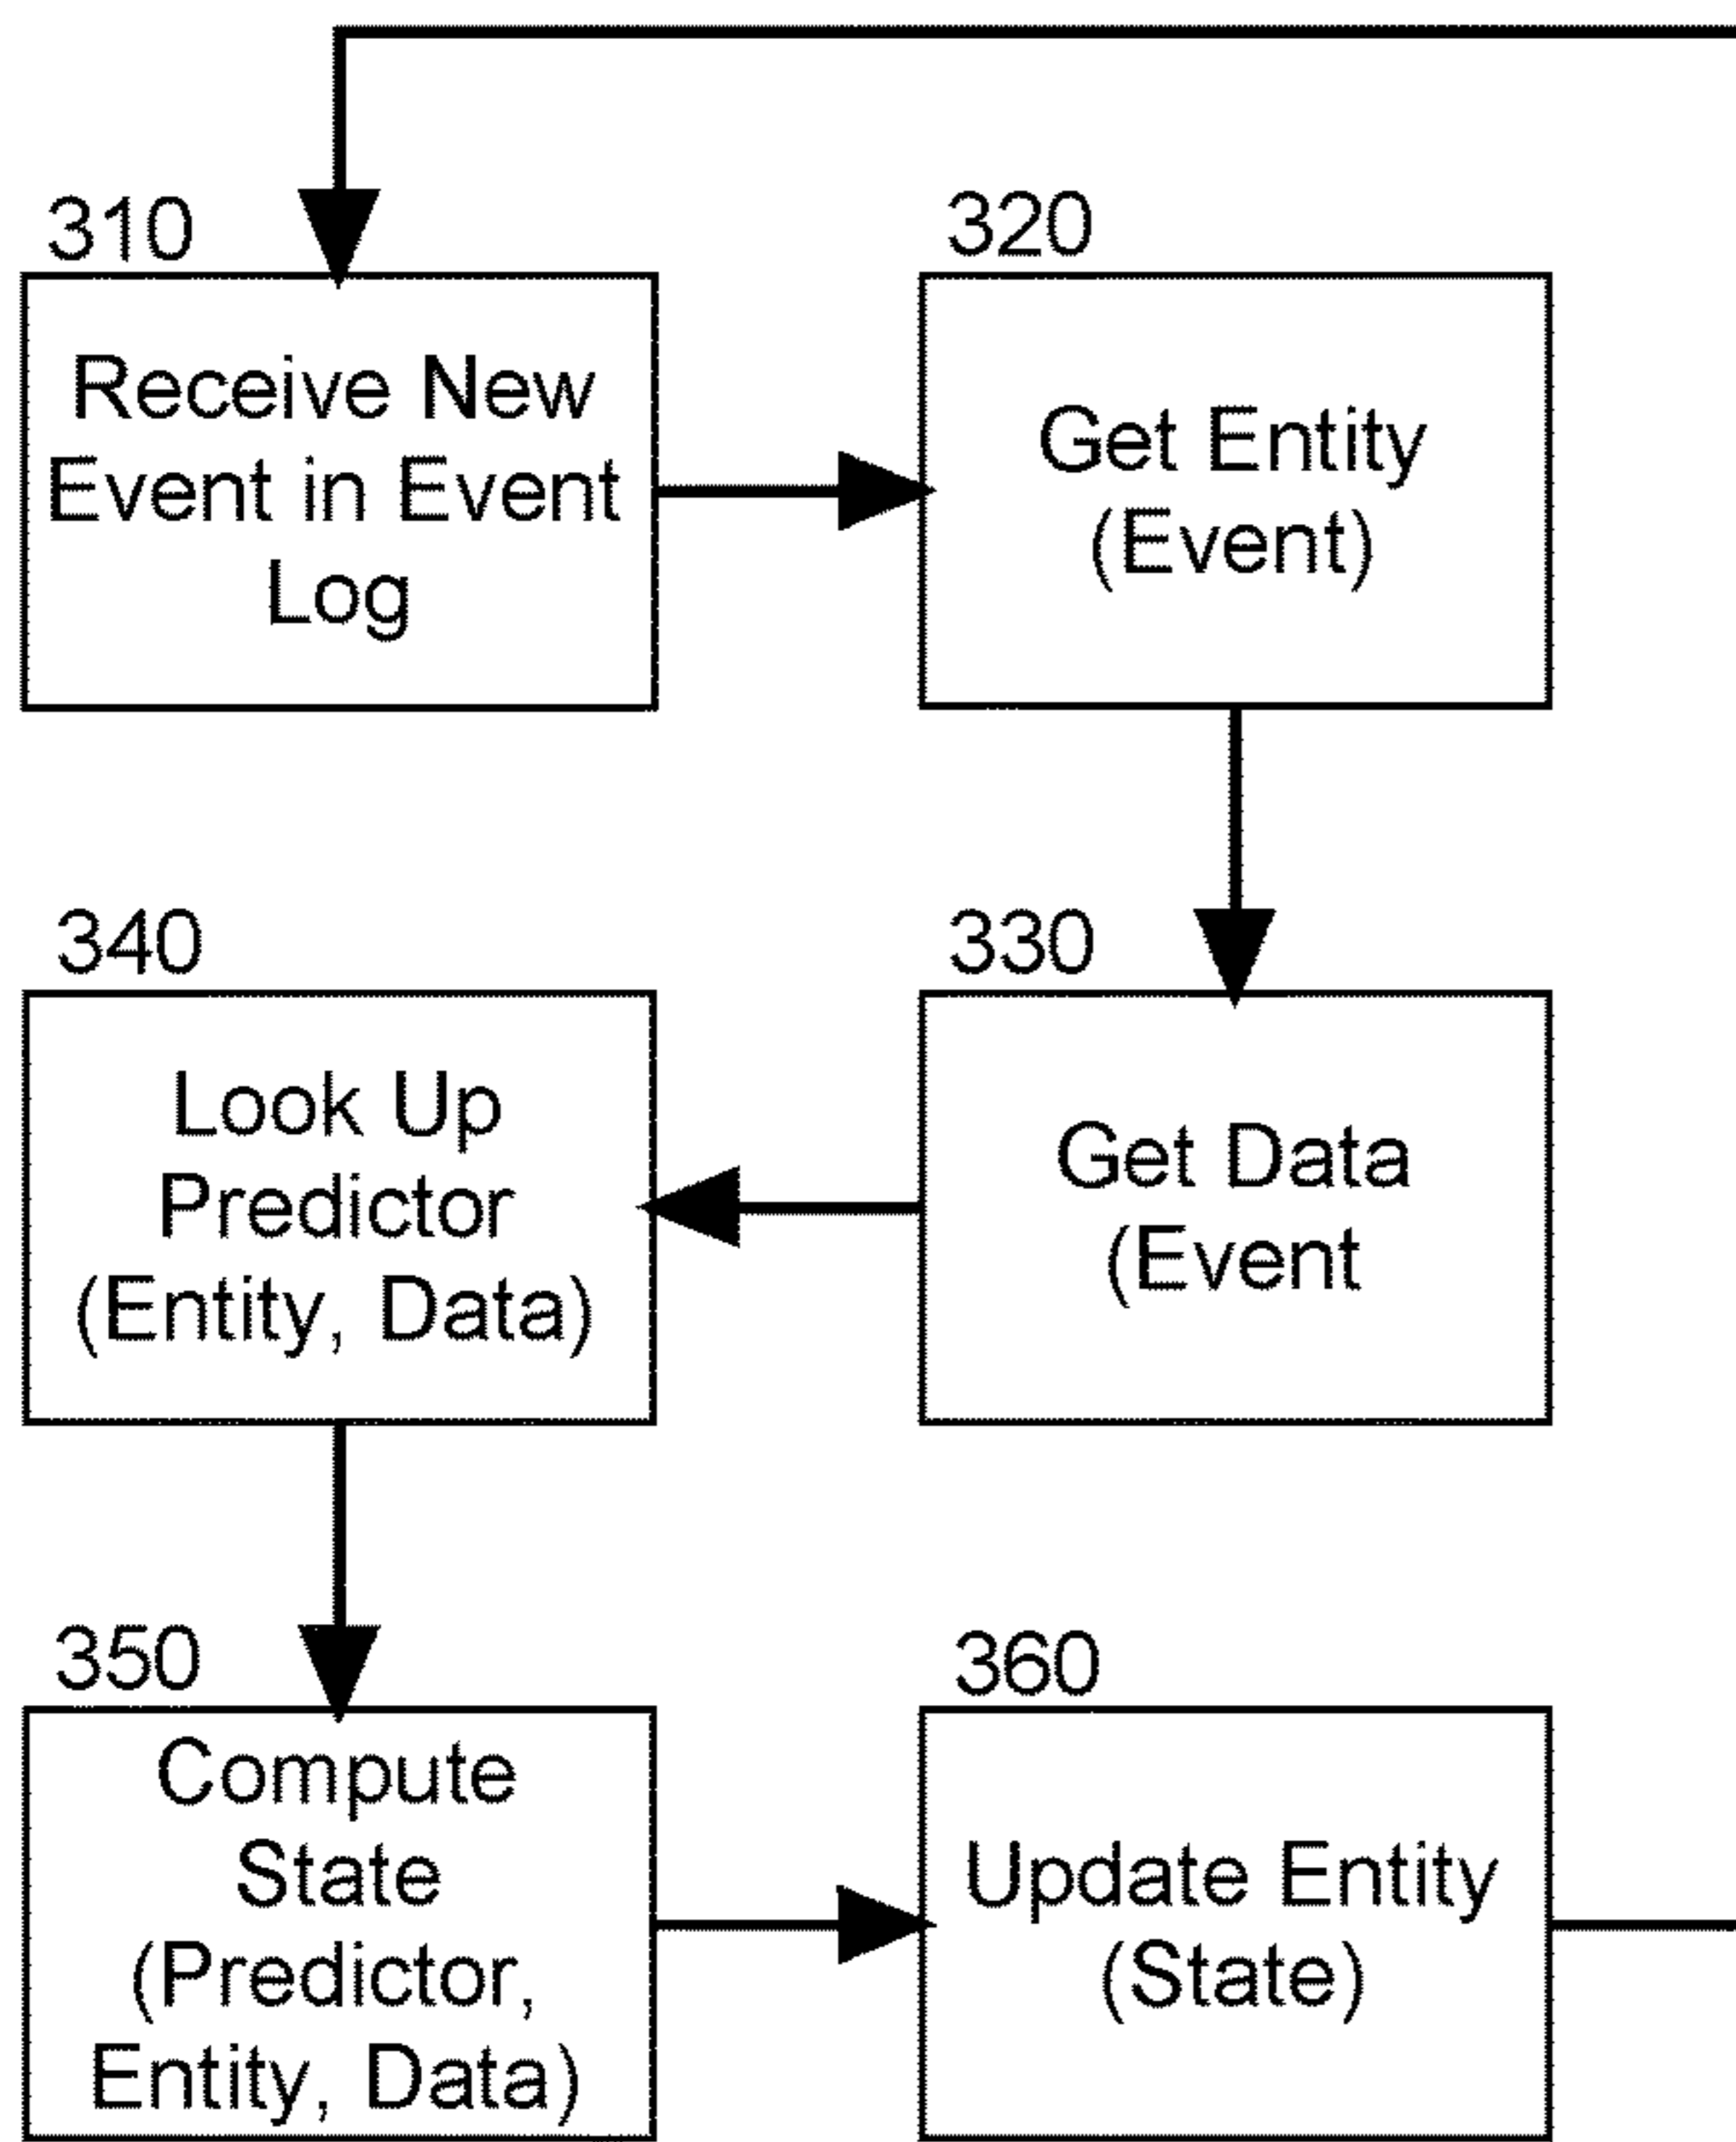 310
Receive New
Event in Event
Log
320
Get Entity
(Event)
340
Look Up
Predictor
(Entity, Data)
330
Get Data
(Event
350
Compute
State
(Predictor,
Entity, Data)
360
Update Entity
(State)